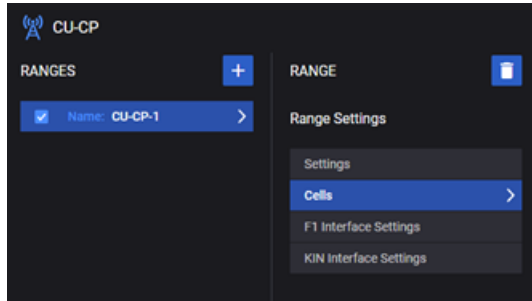 CU-CP
RANGES
+
Name: CU-CP-1
RANGE
Range Settings
Settings
Cells
F1 Interface Settings
KIN Interface Settings